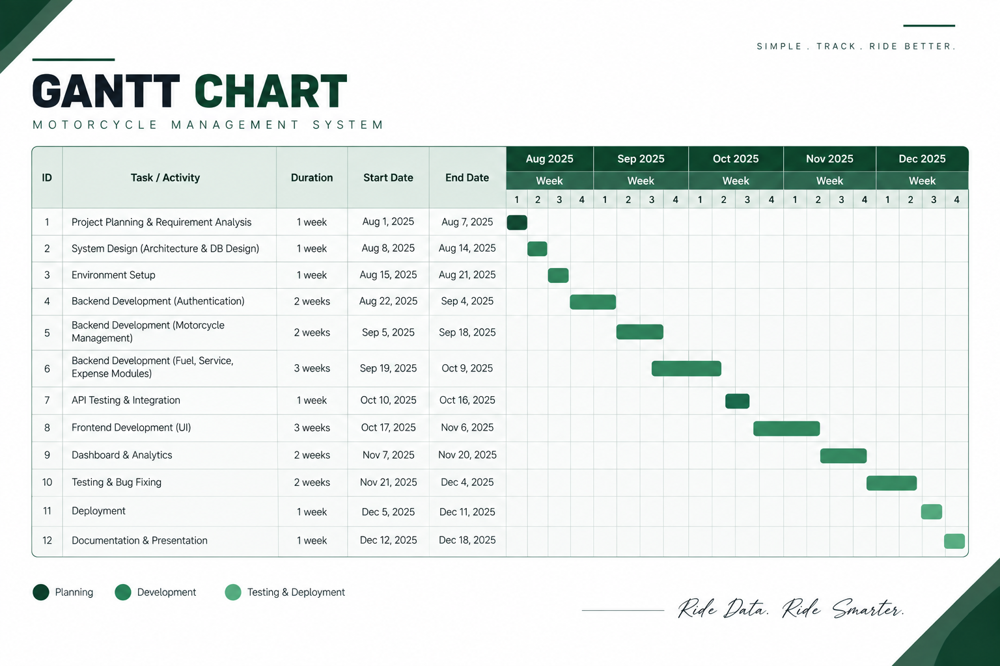 SIMPLE . TRACK . RIDE BETTER.
GANTT CHART
MOTORCYCLE MANAGEMENT SYSTEM
ID Task / Activity Duration Start Date End Date Aug 2025 Sep 2025 Oct 2025 Nov 2025 Dec 2025
Week Week Week Week Week
1 2 3 4 1 2 3 4 1 2 3 4 1 2 3 4 1 2 3 4
1 Project Planning & Requirement Analysis 1 week Aug 1, 2025 Aug 7, 2025
2 System Design (Architecture & DB Design) 1 week Aug 8, 2025 Aug 14, 2025
3 Environment Setup 1 week Aug 15, 2025 Aug 21, 2025
4 Backend Development (Authentication) 2 weeks Aug 22, 2025 Sep 4, 2025
5 Backend Development (Motorcycle
Management) 2 weeks Sep 5, 2025 Sep 18, 2025
6 Backend Development (Fuel, Service,
Expense Modules) 3 weeks Sep 19, 2025 Oct 9, 2025
7 API Testing & Integration 1 week Oct 10, 2025 Oct 16, 2025
8 Frontend Development (UI) 3 weeks Oct 17, 2025 Nov 6, 2025
9 Dashboard & Analytics 2 weeks Nov 7, 2025 Nov 20, 2025
10 Testing & Bug Fixing 2 weeks Nov 21, 2025 Dec 4, 2025
11 Deployment 1 week Dec 5, 2025 Dec 11, 2025
12 Documentation & Presentation 1 week Dec 12, 2025 Dec 18, 2025
Planning Development Testing & Deployment
Ride Data. Ride Smarter.